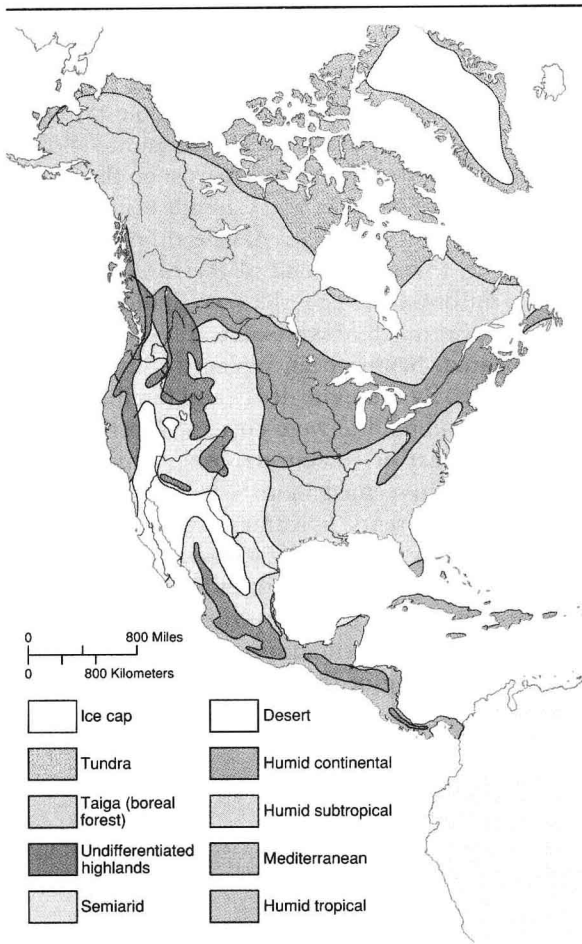 0 800 Miles
0 800 Kilometers
Ice cap
Tundra
Taiga (boreal
forest)
Undifferentiated
highlands
Semiarid
Desert
Humid continental
Humid subtropical
Mediterranean
Humid tropical